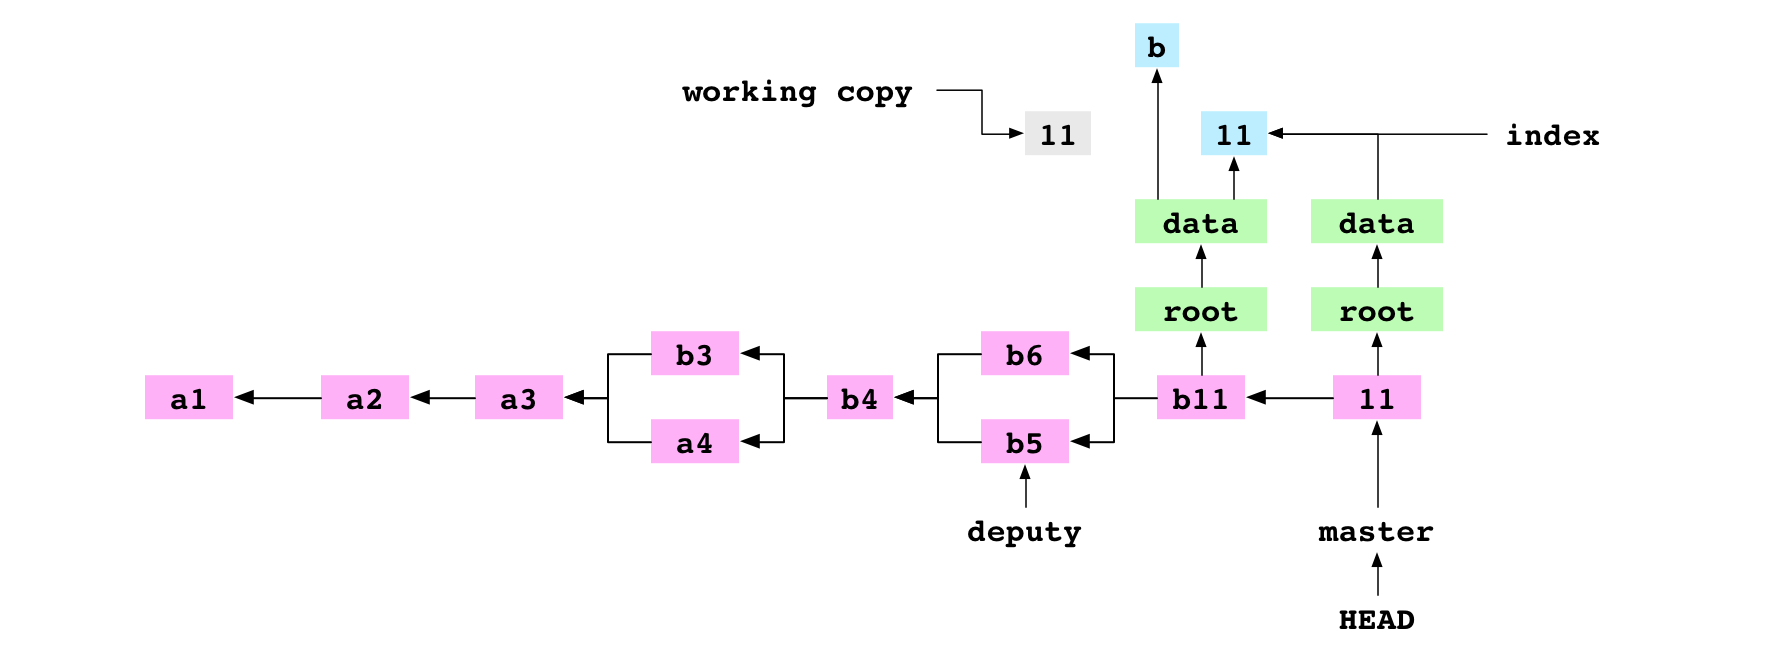 b
working copy
11
11
index
data
data
root
root
b3
b6
a1
a2
a3
b4
b11
11
a4
b5
deputy
master
HEAD